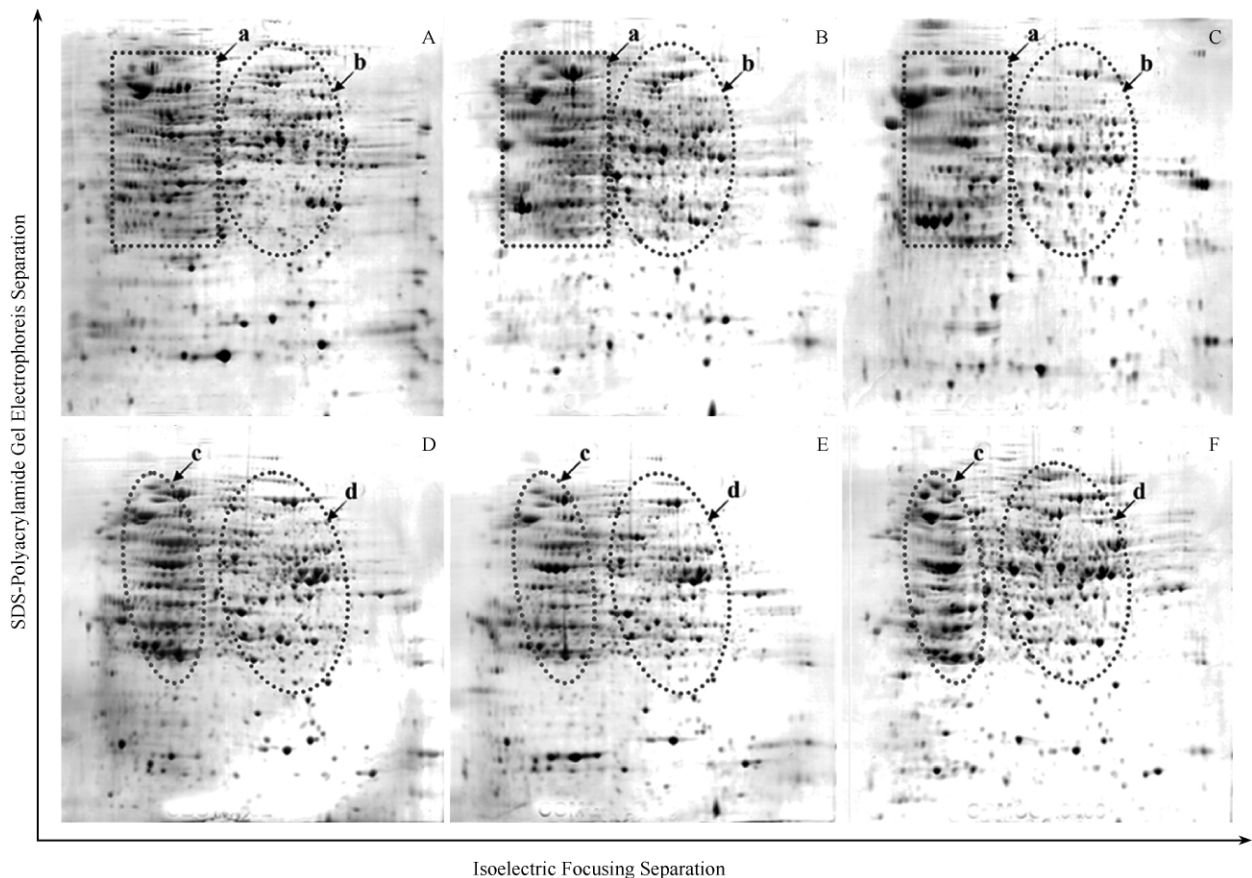 A
a
b
B
a
b
C
a
b
D
c
d
E
c
d
F
c
d
SDS-Polyacrylamide Gel Electrophoreis Separation
Isoelectric Focusing Separation